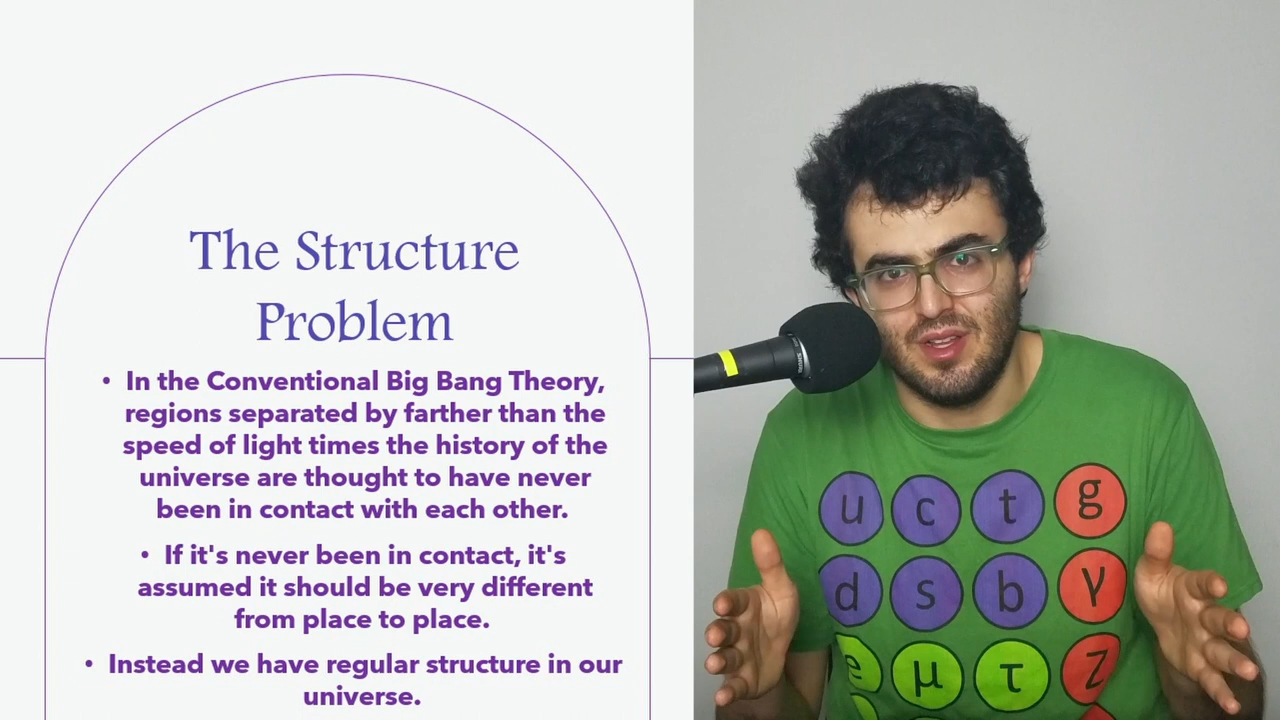 The Structure
Problem
• In the Conventional Big Bang Theory,
regions separated by farther than the
speed of light times the history of the
universe are thought to have never
been in contact with each other.
• If it's never been in contact, it's
assumed it should be very different
from place to place.
• Instead we have regular structure in our
universe.
u c t g
d s b γ
e μ τ Z